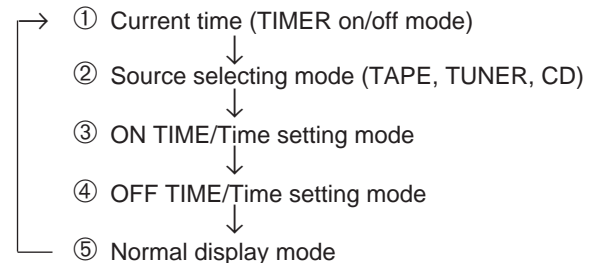 ① Current time (TIMER on/off mode)
② Source selecting mode (TAPE, TUNER, CD)
③ ON TIME/Time setting mode
④ OFF TIME/Time setting mode
⑤ Normal display mode